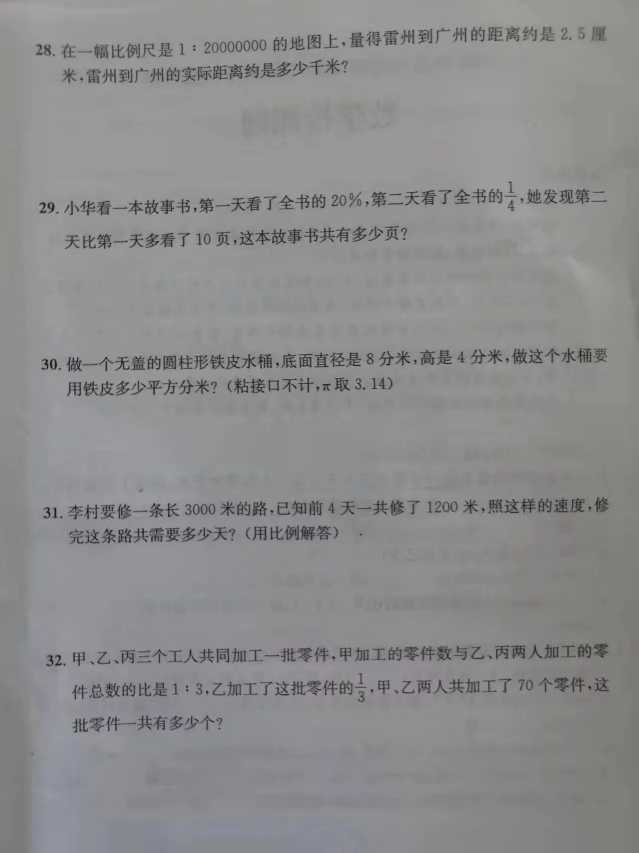 28. 在一幅比例尺是 1：20000000 的地图上,量得雷州到广州的距离约是 2.5 厘
米,雷州到广州的实际距离约是多少千米?
29. 小华看一本故事书,第一天看了全书的 20%,第二天看了全书的1/4,她发现第二
天比第一天多看了 10 页,这本故事书共有多少页?
30. 做一个无盖的圆柱形铁皮水桶,底面直径是 8 分米,高是 4 分米,做这个水桶要
用铁皮多少平方分米?（粘接口不计,π 取 3.14）
31. 李村要修一条长 3000 米的路,已知前 4 天一共修了 1200 米,照这样的速度,修
完这条路共需要多少天?（用比例解答）
32. 甲、乙、丙三个工人共同加工一批零件,甲加工的零件数与乙、丙两人加工的零
件总数的比是 1：3,乙加工了这批零件的1/3,甲、乙两人共加工了 70 个零件,这
批零件一共有多少个?